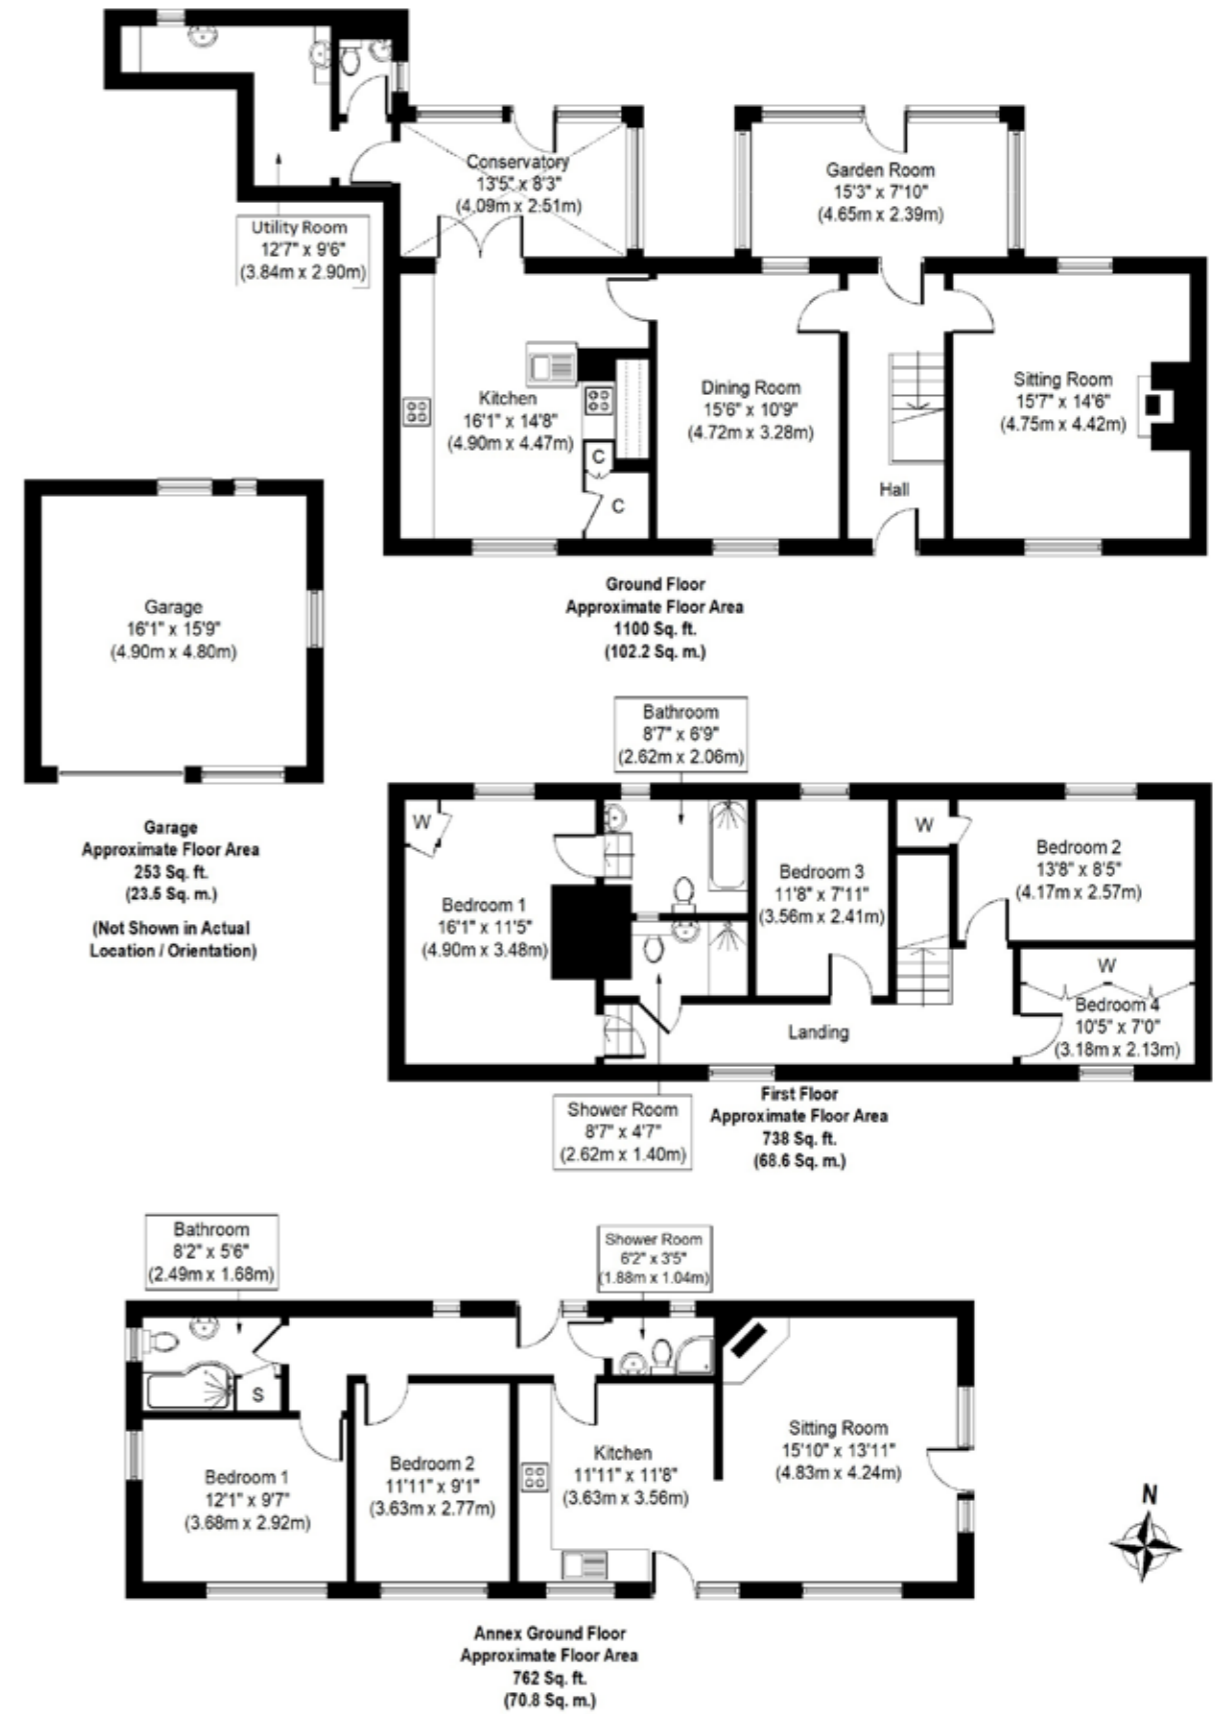 Conservatory
13'5" x 8'3"
(4.09m x 2.51m)
Garden Room
15'3" x 7'10"
(4.65m x 2.39m)
Utility Room
12'7" x 9'6"
(3.84m x 2.90m)
Kitchen
16'1" x 14'8"
(4.90m x 4.47m)
C
C
Dining Room
15'6" x 10'9"
(4.72m x 3.28m)
Hall
Sitting Room
15'7" x 14'6"
(4.75m x 4.42m)
Ground Floor
Approximate Floor Area
1100 Sq. ft.
(102.2 Sq. m.)
Garage
16'1" x 15'9"
(4.90m x 4.80m)
Garage
Approximate Floor Area
253 Sq. ft.
(23.5 Sq. m.)
(Not Shown in Actual
Location / Orientation)
Bathroom
8'7" x 6'9"
(2.62m x 2.06m)
W
Bedroom 1
16'1" x 11'5"
(4.90m x 3.48m)
Bedroom 3
11'8" x 7'11"
(3.56m x 2.41m)
W
Bedroom 2
13'8" x 8'5"
(4.17m x 2.57m)
W
Bedroom 4
10'5" x 7'0"
(3.18m x 2.13m)
Landing
Shower Room
8'7" x 4'7"
(2.62m x 1.40m)
First Floor
Approximate Floor Area
738 Sq. ft.
(68.6 Sq. m.)
Bathroom
8'2" x 5'6"
(2.49m x 1.68m)
Shower Room
6'2" x 3'5"
(1.88m x 1.04m)
S
Bedroom 1
12'1" x 9'7"
(3.68m x 2.92m)
Bedroom 2
11'11" x 9'1"
(3.63m x 2.77m)
Kitchen
11'11" x 11'8"
(3.63m x 3.56m)
Sitting Room
15'10" x 13'11"
(4.83m x 4.24m)
N
Annex Ground Floor
Approximate Floor Area
762 Sq. ft.
(70.8 Sq. m.)